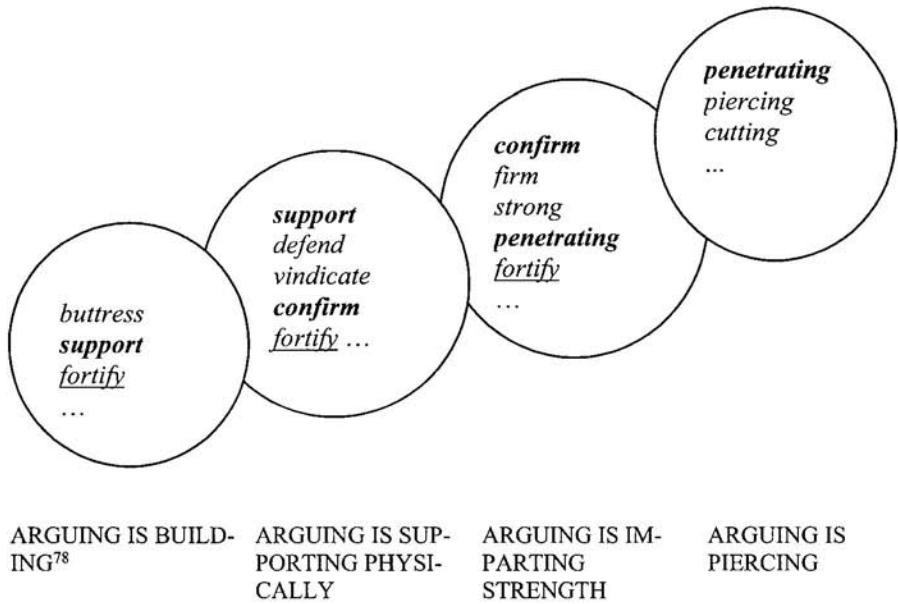 buttress
support
fortify
…
support
defend
vindicate
confirm
fortify …
confirm
firm
strong
penetrating
fortify
…
penetrating
piercing
cutting
...
ARGUING IS BUILD-
ING78
ARGUING IS SUP-
PORTING PHYSI-
CALLY
ARGUING IS IM-
PARTING
STRENGTH
ARGUING IS
PIERCING